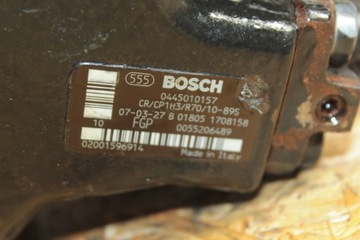 555 BOSCH
0445010157
CR/CP1H3/R70/10-89S
07-03-27 B 01805 1708158
10 FGP 0055206489
02001596914 Made in Italy